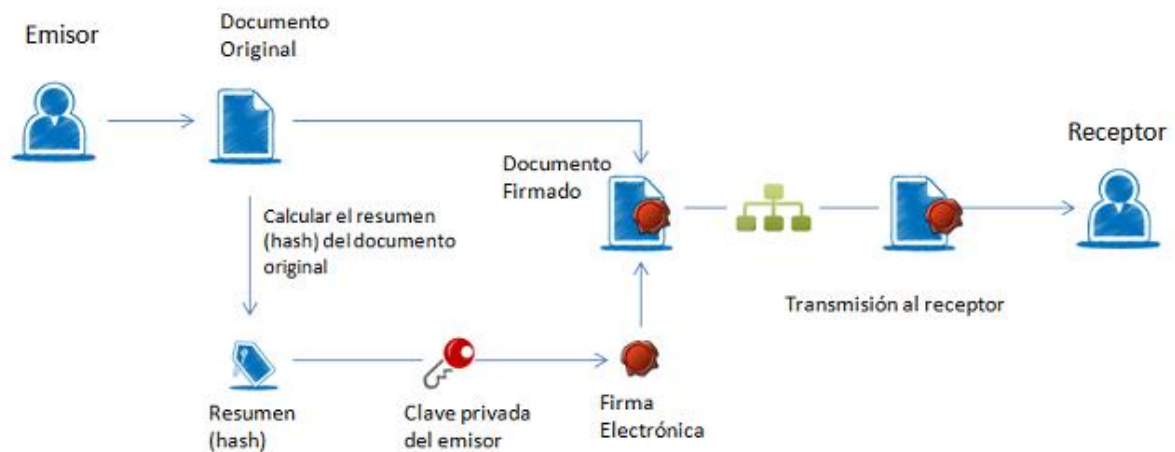 Emisor
Documento
Original
Receptor
Documento
Firmado
Calcular el resumen
(hash) del documento
original
Transmisión al receptor
Resumen
(hash)
Clave privada
del emisor
Firma
Electrónica